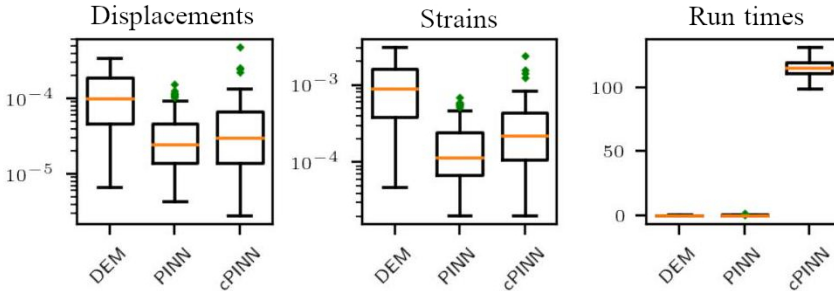 Displacements
Strains
Run times
10⁻⁴
10⁻⁵
10⁻³
10⁻⁴
100
50
0
DEM
PINN
cPINN
DEM
PINN
cPINN
DEM
PINN
cPINN